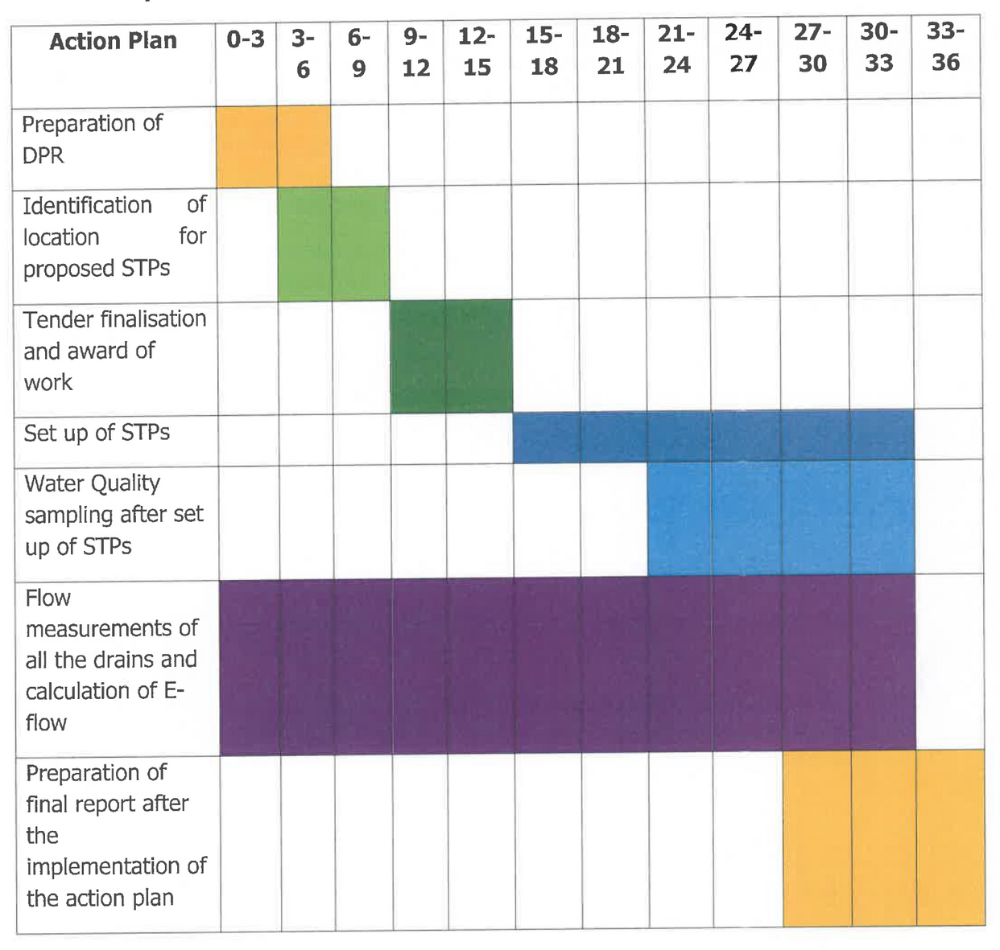 Action Plan 0-3 3- 6- 9- 12- 15- 18- 21- 24- 27- 30- 33-
6 9 12 15 18 21 24 27 30 33 36
Preparation of
DPR
Identification of
location for
proposed STPs
Tender finalisation
and award of
work
Set up of STPs
Water Quality
sampling after set
up of STPs
Flow
measurements of
all the drains and
calculation of E-
flow
Preparation of
final report after
the
implementation of
the action plan